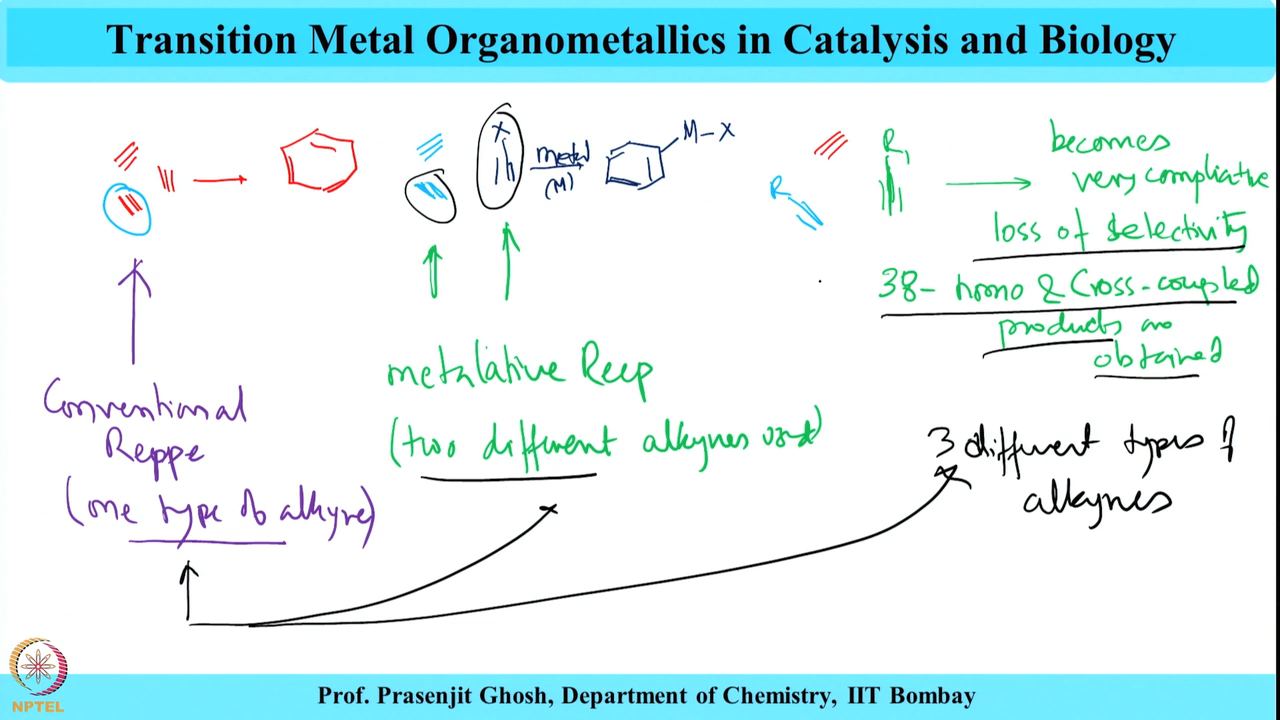 Transition Metal Organometallics in Catalysis and Biology
metal
(M)
X
M-X
R
R
becomes
very complicative
loss of selectivity
38- homo & Cross-coupled
products are
obtained
Conventional
Reppe
(one type of alkyne)
metalative Reep
(two different alkynes used)
3 different types of
alkynes
Prof. Prasenjit Ghosh, Department of Chemistry, IIT Bombay
NPTEL